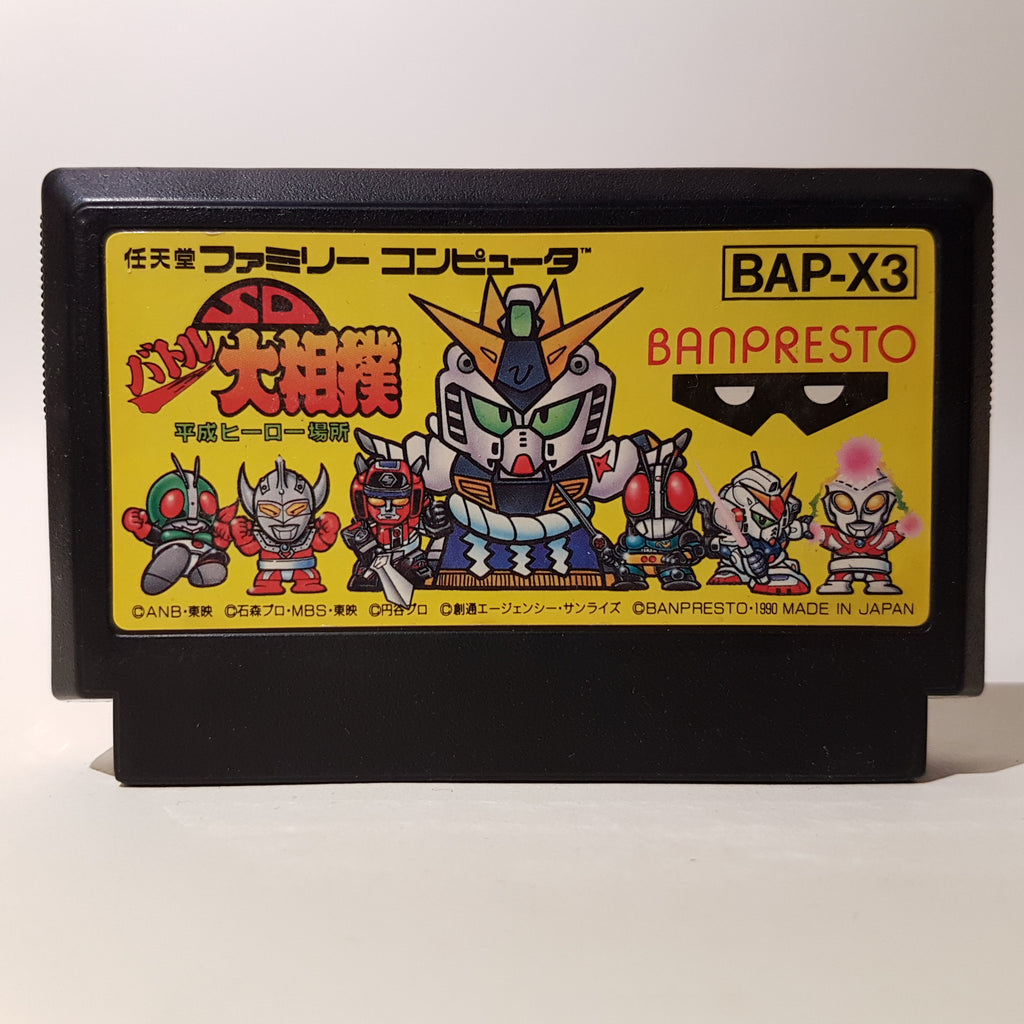 任天堂 ファミリー コンピュータ™
BAP-X3
SD
バトル
大相撲
平成ヒーロー場所
BANPRESTO
©ANB・東映 ©石森プロ・MBS・東映 ©円谷プロ ©創通エージェンシー・サンライズ ©BANPRESTO・1990 MADE IN JAPAN